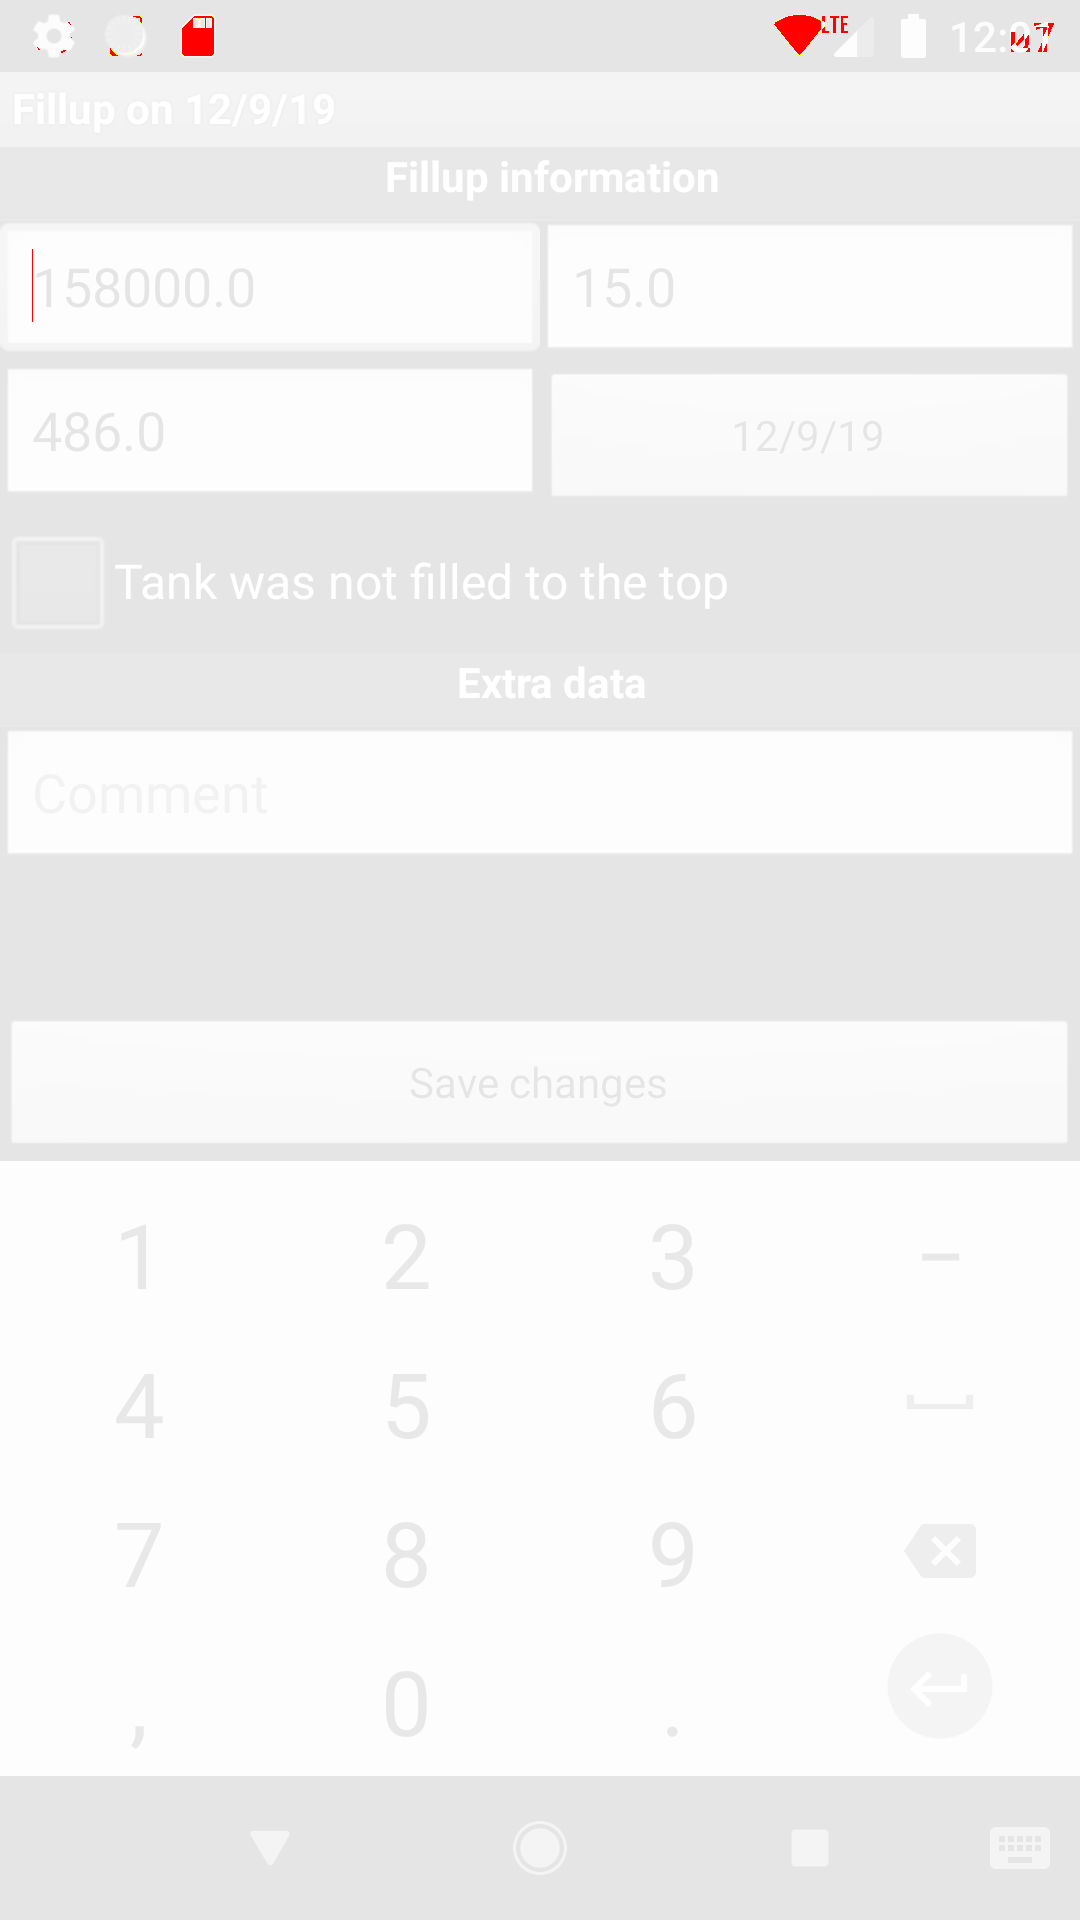 LTE
Fillup on 12/9/19
Fillup information
158000.0 15.0
486.0 12/9/19
Tank was not filled to the top
Extra data
Comment
Save changes
1 2 3 –
4 5 6
7 8 9
, 0 .